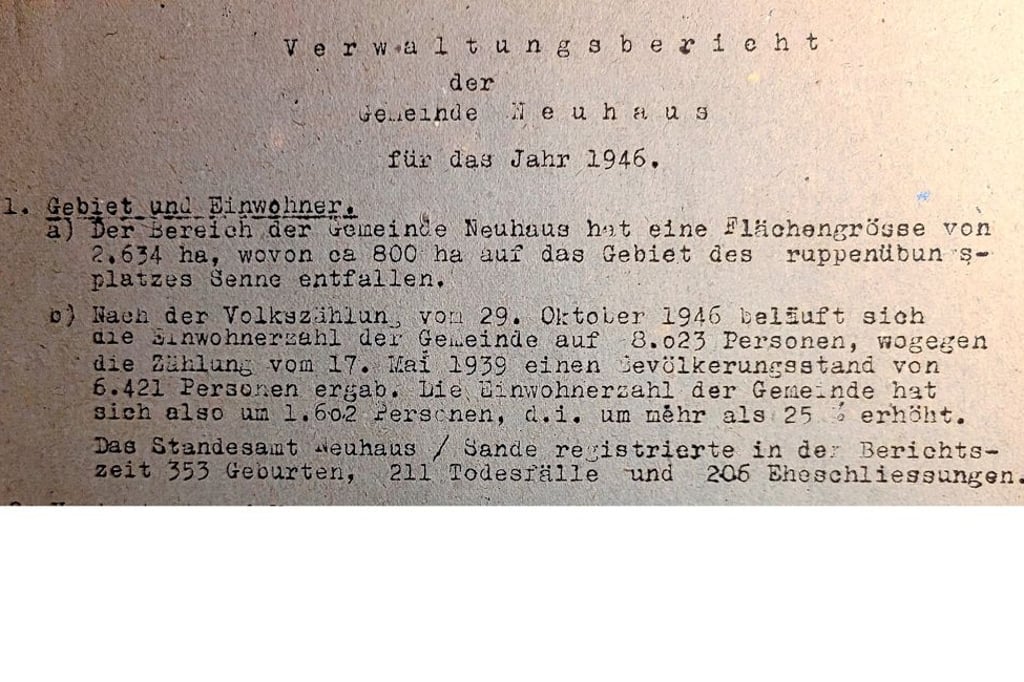 Verwaltungsbericht
der
Gemeinde Neuhaus
für das Jahr 1946.
1. Gebiet und Einwohner.
a) Der Bereich der Gemeinde Neuhaus hat eine Flächengrösse von
2.634 ha, wovon ca 800 ha auf das Gebiet des ruppenübun s-
platzes Senne entfallen.
b) Nach der Volkszählung vom 29. Oktober 1946 beläuft sich
die Einwohnerzahl der Gemeinde auf 8.o23 Personen, wogegen
die Zählung vom 17. Mai 1939 einen Bevölkerungsstand von
6.421 Personen ergab. Die Einwohnerzahl der Gemeinde hat
sich also um 1.6o2 Personen, d.i. um mehr als 25 % erhöht.
Das Standesamt Neuhaus / Sande registrierte in der Berichts-
zeit 353 Geburten, 211 Todesfälle und 206 Eheschliessungen.